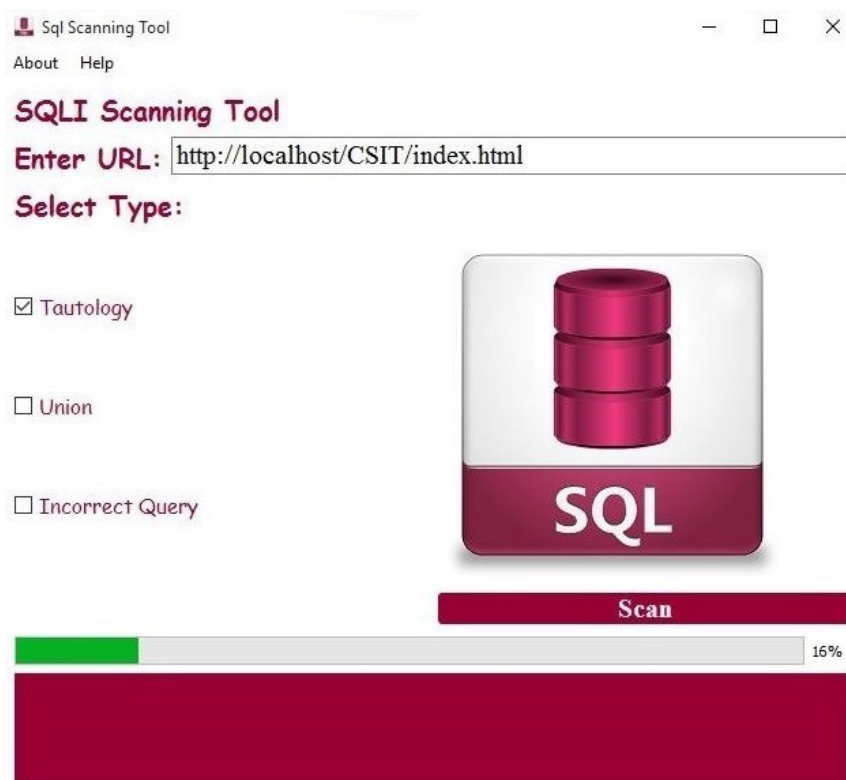 Sql Scanning Tool
About Help
SQLI Scanning Tool
Enter URL: http://localhost/CSIT/index.html
Select Type:
Tautology
Union
Incorrect Query
SQL
Scan
16%